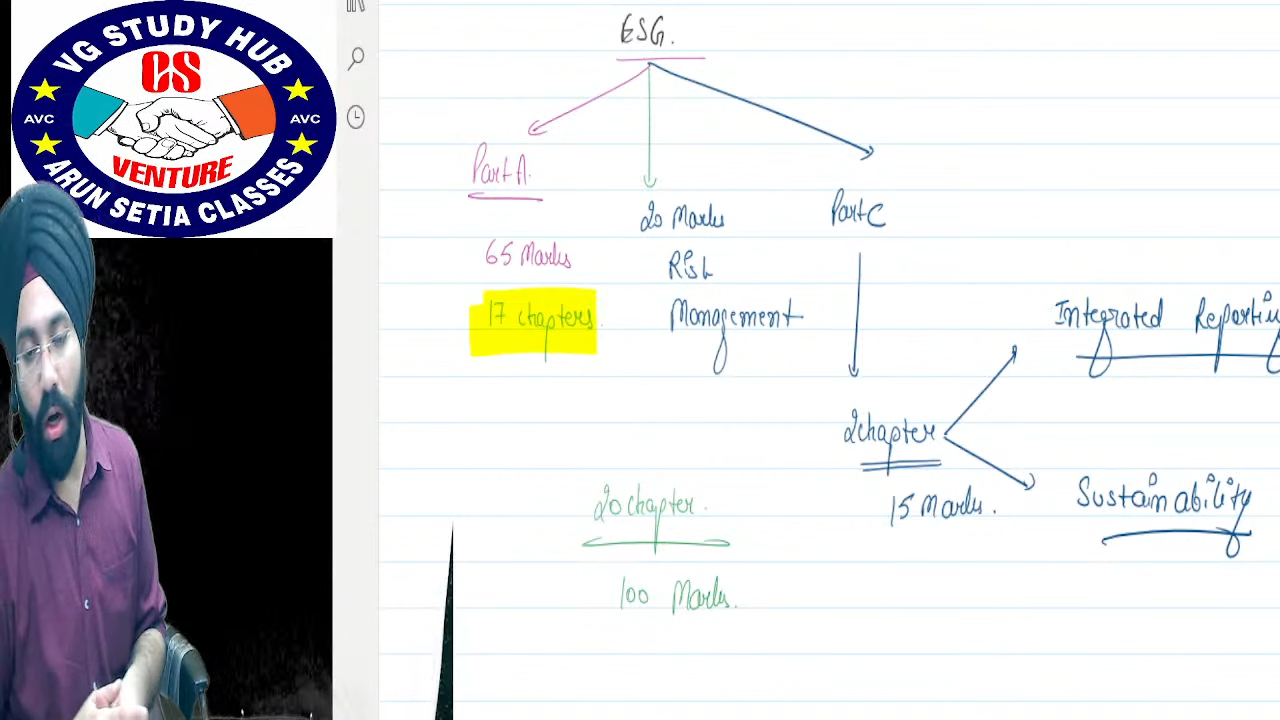 VG STUDY HUB
CS
AVC
AVC
VENTURE
ARUN SETIA CLASSES
ESG.
Part A.
65 Marks
17 chapters.
20 Marks
Risk
Management
Part C
2 chapter
15 Marks.
Integrated Reporting
Sustainability
20 chapter.
100 Marks.